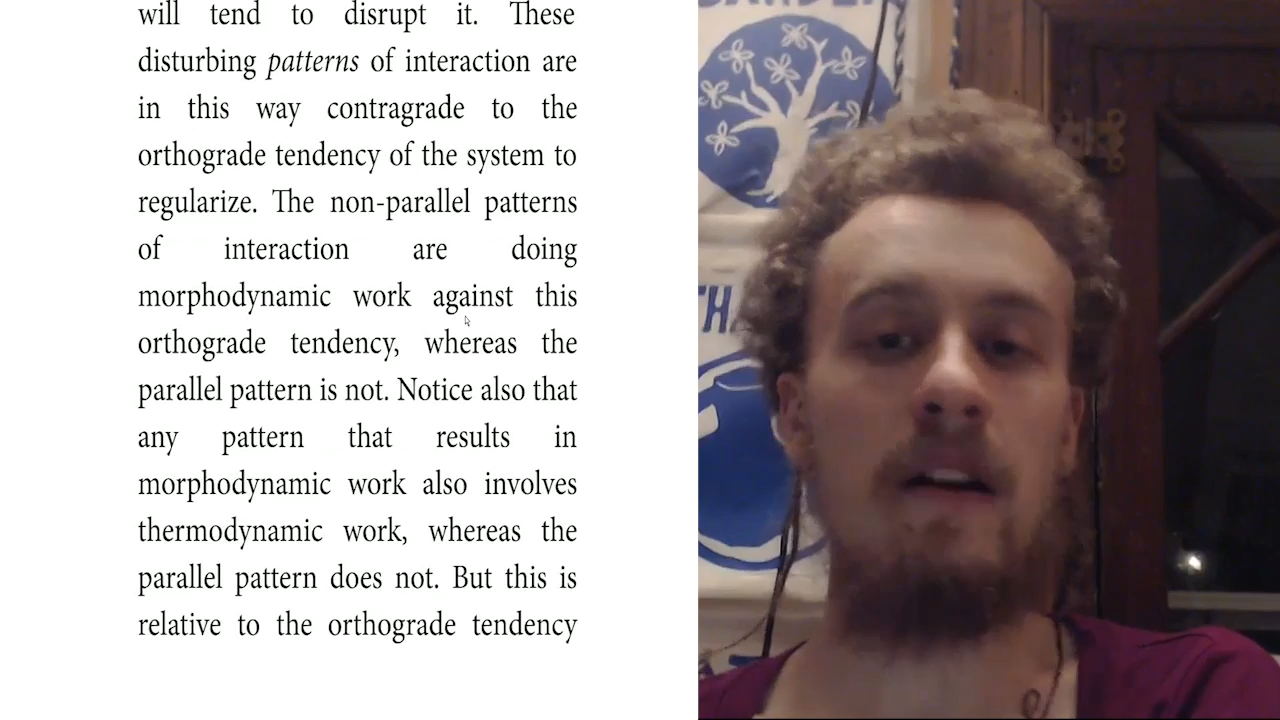 will tend to disrupt it. These
disturbing patterns of interaction are
in this way contragrade to the
orthograde tendency of the system to
regularize. The non-parallel patterns
of interaction are doing
morphodynamic work against this
orthograde tendency, whereas the
parallel pattern is not. Notice also that
any pattern that results in
morphodynamic work also involves
thermodynamic work, whereas the
parallel pattern does not. But this is
relative to the orthograde tendency